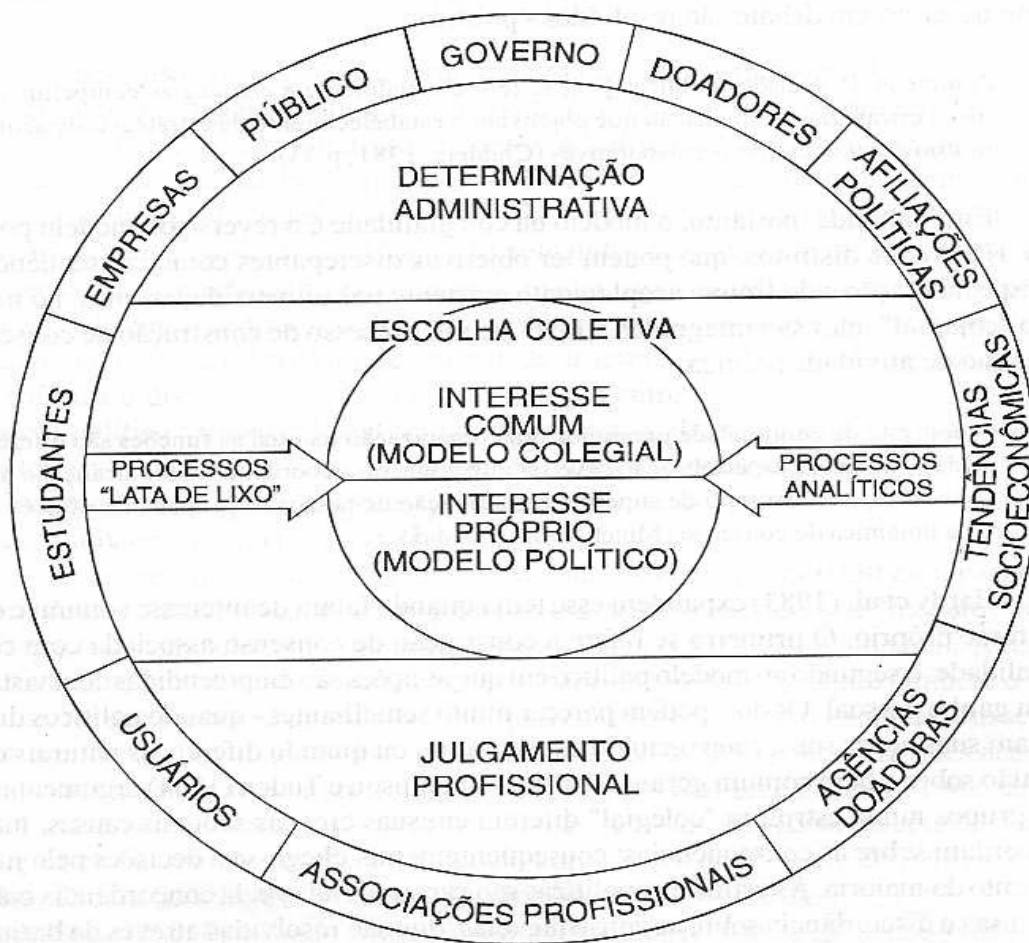 GOVERNO
DOADORES
AFILIAÇÕES
POLÍTICAS
TENDÊNCIAS
SOCIOECONÔMICAS
AGÊNCIAS
DOADORAS
ASSOCIAÇÕES PROFISSIONAIS
USUÁRIOS
ESTUDANTES
EMPRESAS
PÚBLICO
DETERMINAÇÃO
ADMINISTRATIVA
ESCOLHA COLETIVA
INTERESSE
COMUM
(MODELO COLEGIAL)
PROCESSOS
"LATA DE LIXO"
PROCESSOS
ANALÍTICOS
INTERESSE
PRÓPRIO
(MODELO POLÍTICO)
JULGAMENTO
PROFISSIONAL